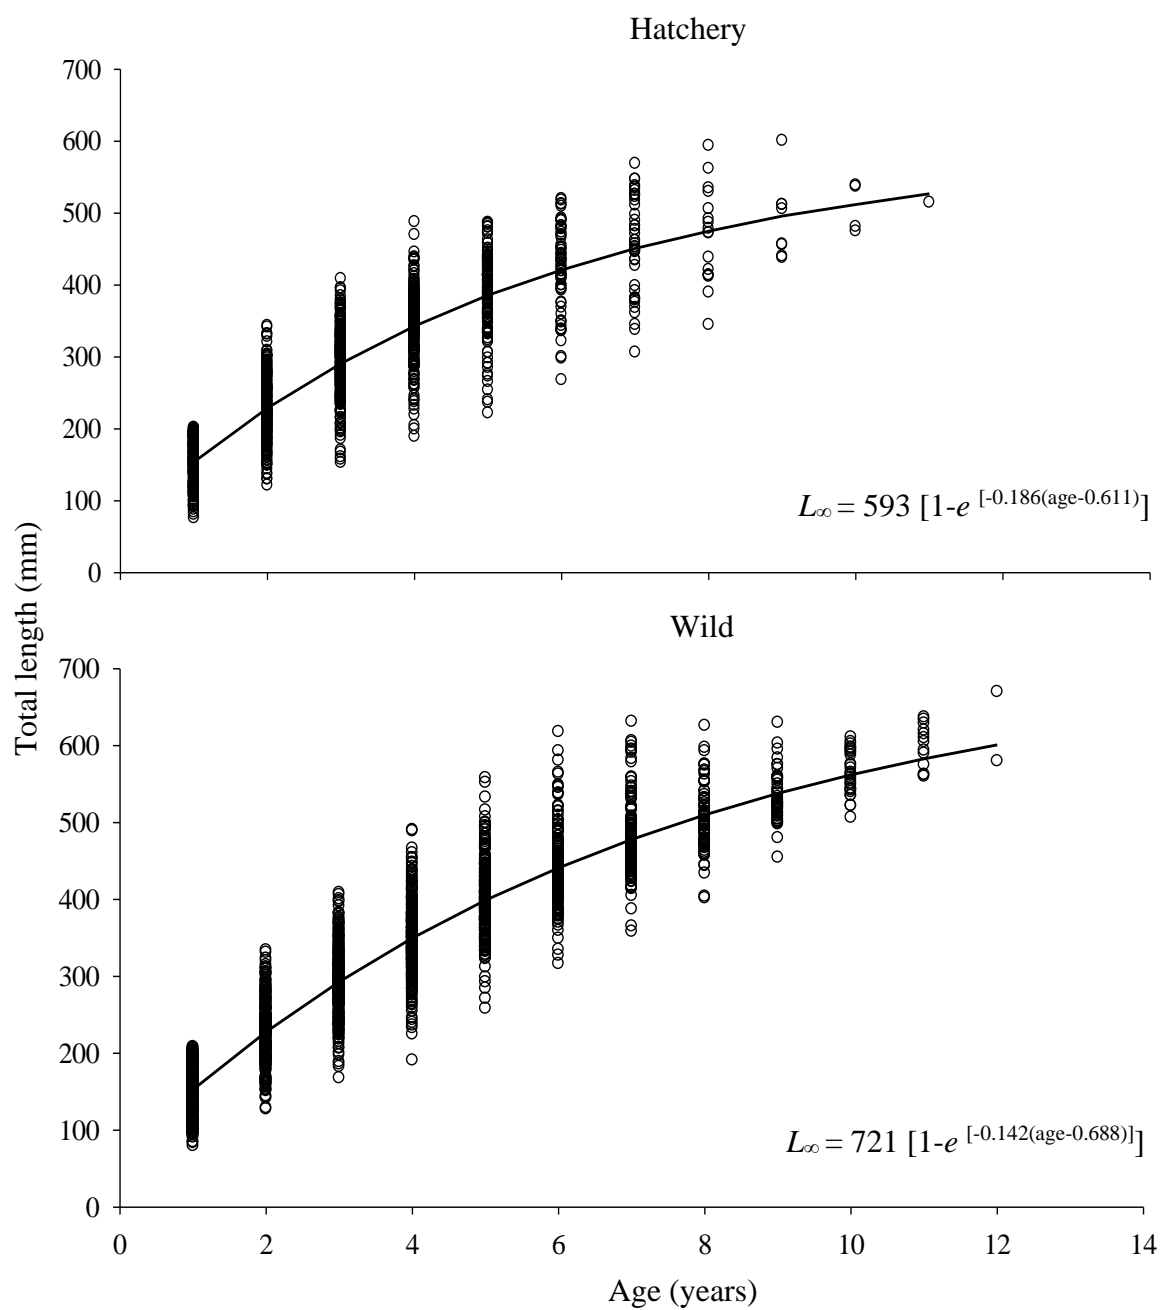 Hatchery
700
600
500
400
300
200
100
0
L∞ = 593 [1-e [-0.186(age-0.611)]
Total length (mm)
Wild
700
600
500
400
300
200
100
0
L∞ = 721 [1-e [-0.142(age-0.688)]]
0 2 4 6 8 10 12 14
Age (years)